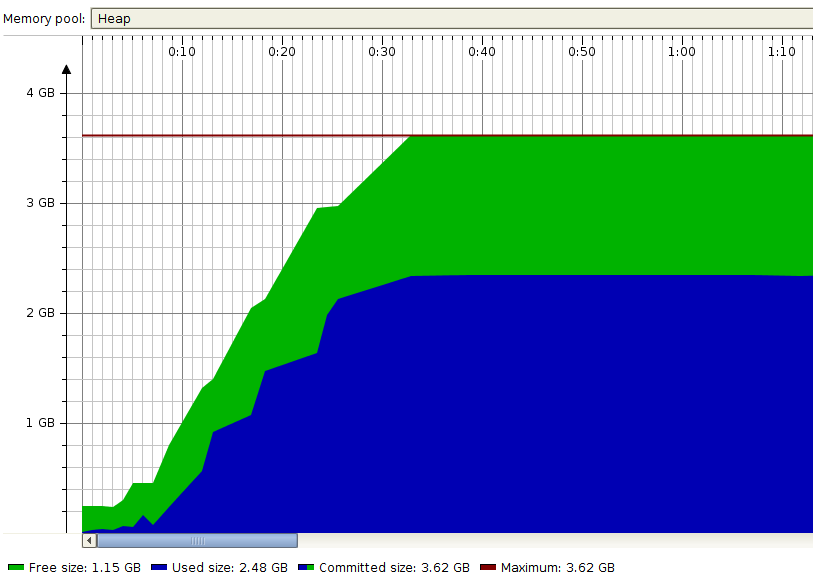 Memory pool: Heap
0:10 0:20 0:30 0:40 0:50 1:00 1:10
4 GB
3 GB
2 GB
1 GB
Free size: 1.15 GB Used size: 2.48 GB Committed size: 3.62 GB Maximum: 3.62 GB